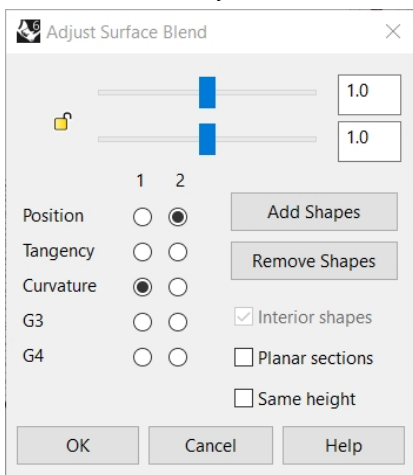 Adjust Surface Blend
1.0
1.0
1 2
Position
Add Shapes
Tangency
Remove Shapes
Curvature
G3
Interior shapes
G4
Planar sections
Same height
OK Cancel Help